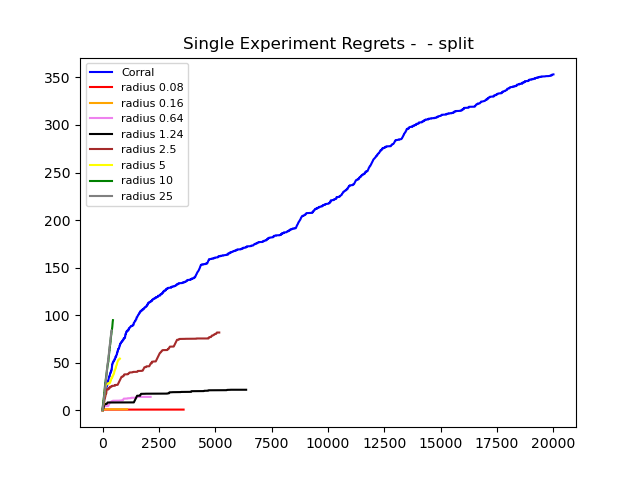 Single Experiment Regrets -  - split
Corral
radius 0.08
radius 0.16
radius 0.64
radius 1.24
radius 2.5
radius 5
radius 10
radius 25
350
300
250
200
150
100
50
0
0 2500 5000 7500 10000 12500 15000 17500 20000